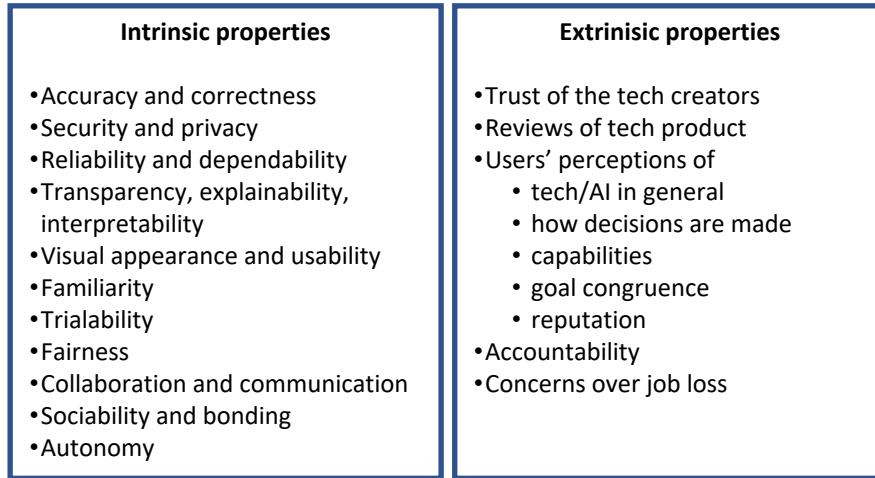 Intrinsic properties
•Accuracy and correctness
•Security and privacy
•Reliability and dependability
•Transparency, explainability,
interpretability
•Visual appearance and usability
•Familiarity
•Trialability
•Fairness
•Collaboration and communication
•Sociability and bonding
•Autonomy
Extrinisic properties
•Trust of the tech creators
•Reviews of tech product
•Users’ perceptions of
• tech/AI in general
• how decisions are made
• capabilities
• goal congruence
• reputation
•Accountability
•Concerns over job loss